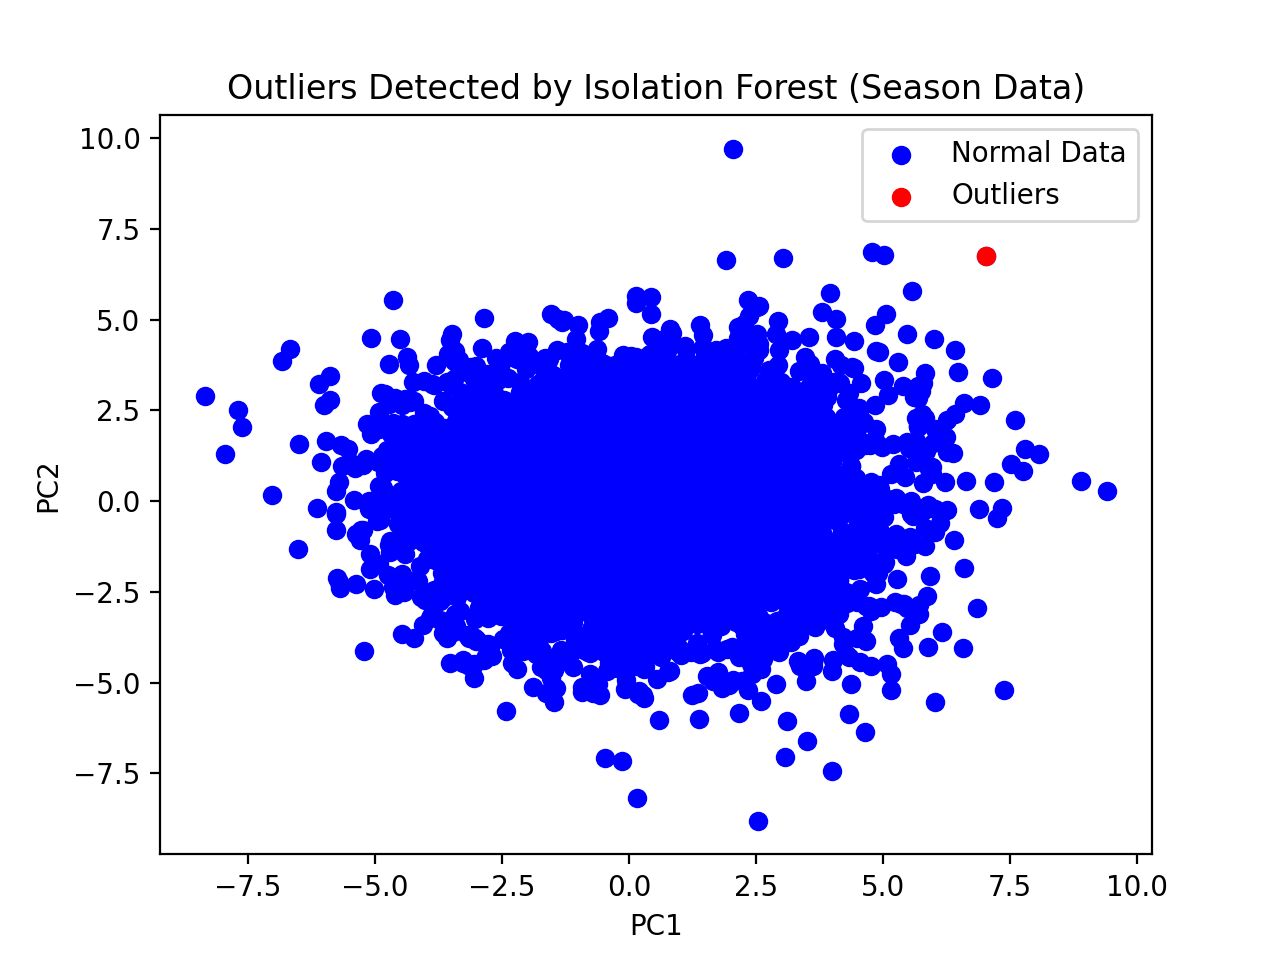 Outliers Detected by Isolation Forest (Season Data)
Normal Data
Outliers
10.0
7.5
5.0
2.5
0.0
−2.5
−5.0
−7.5
PC2
−7.5 −5.0 −2.5 0.0 2.5 5.0 7.5 10.0
PC1